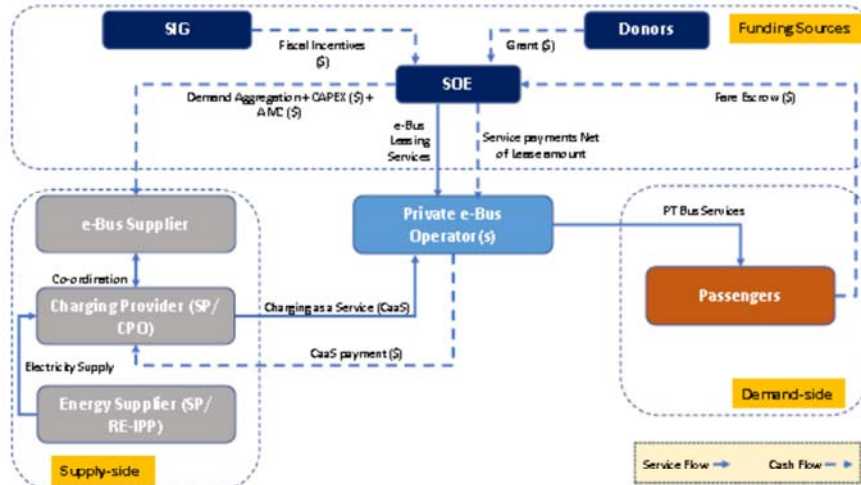 SIG
Donors
Funding Sources
Fiscal Incentives
($)
Grant ($)
SOE
Demand Aggregation + CAPEX ($) +
AMC ($)
Fare Escrow ($)
e-Bus
Leasing
Services
Service payments Net
of Lease amount
e-Bus Supplier
Private e-Bus
Operator(s)
PT Bus Services
Co-ordination
Charging Provider (SP/
CPO)
Charging as a Service (CaaS)
Passengers
CaaS payment ($)
Electricity Supply
Energy Supplier (SP/
RE-IPP)
Demand-side
Supply-side
Service Flow
Cash Flow